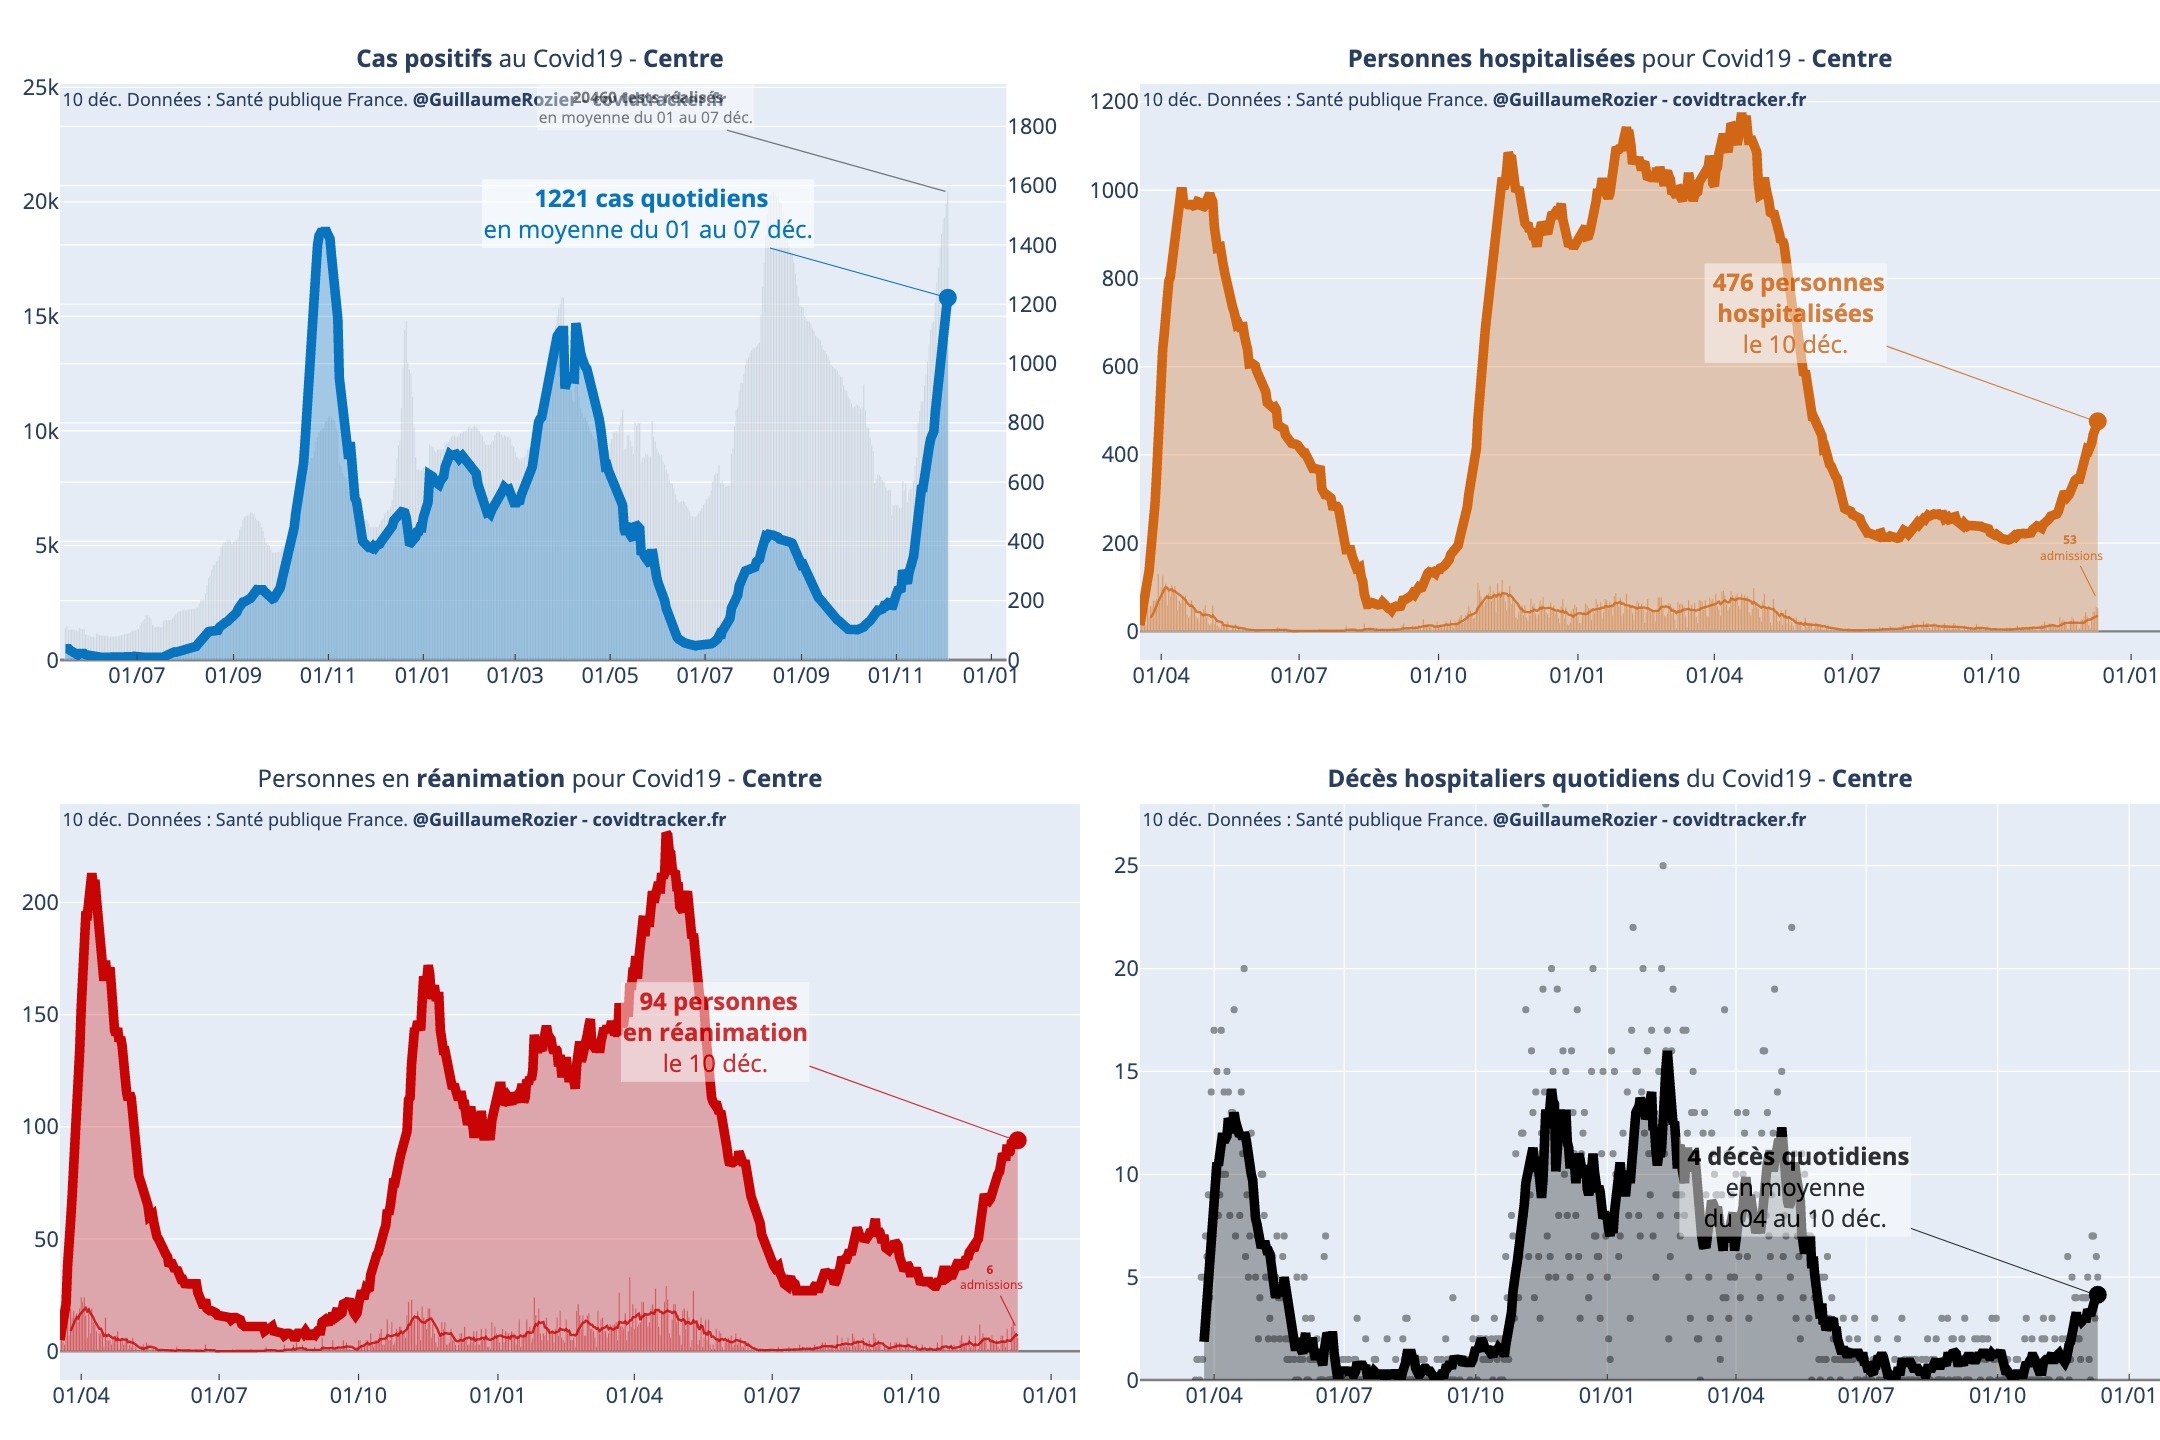 Cas positifs au Covid19 - Centre
10 déc. Données : Santé publique France. @GuillaumeRozier - covidtracker.fr
20460 tests réalisés
en moyenne du 01 au 07 déc.
1221 cas quotidiens
en moyenne du 01 au 07 déc.
25k
20k
15k
10k
5k
0
1800
1600
1400
1200
1000
800
600
400
200
0
01/07 01/09 01/11 01/01 01/03 01/05 01/07 01/09 01/11 01/01
Personnes hospitalisées pour Covid19 - Centre
10 déc. Données : Santé publique France. @GuillaumeRozier - covidtracker.fr
476 personnes
hospitalisées
le 10 déc.
53
admissions
1200
1000
800
600
400
200
0
01/04 01/07 01/10 01/01 01/04 01/07 01/10 01/01
Personnes en réanimation pour Covid19 - Centre
10 déc. Données : Santé publique France. @GuillaumeRozier - covidtracker.fr
94 personnes
en réanimation
le 10 déc.
6
admissions
200
150
100
50
0
01/04 01/07 01/10 01/01 01/04 01/07 01/10 01/01
Décès hospitaliers quotidiens du Covid19 - Centre
10 déc. Données : Santé publique France. @GuillaumeRozier - covidtracker.fr
4 décès quotidiens
en moyenne
du 04 au 10 déc.
25
20
15
10
5
0
01/04 01/07 01/10 01/01 01/04 01/07 01/10 01/01